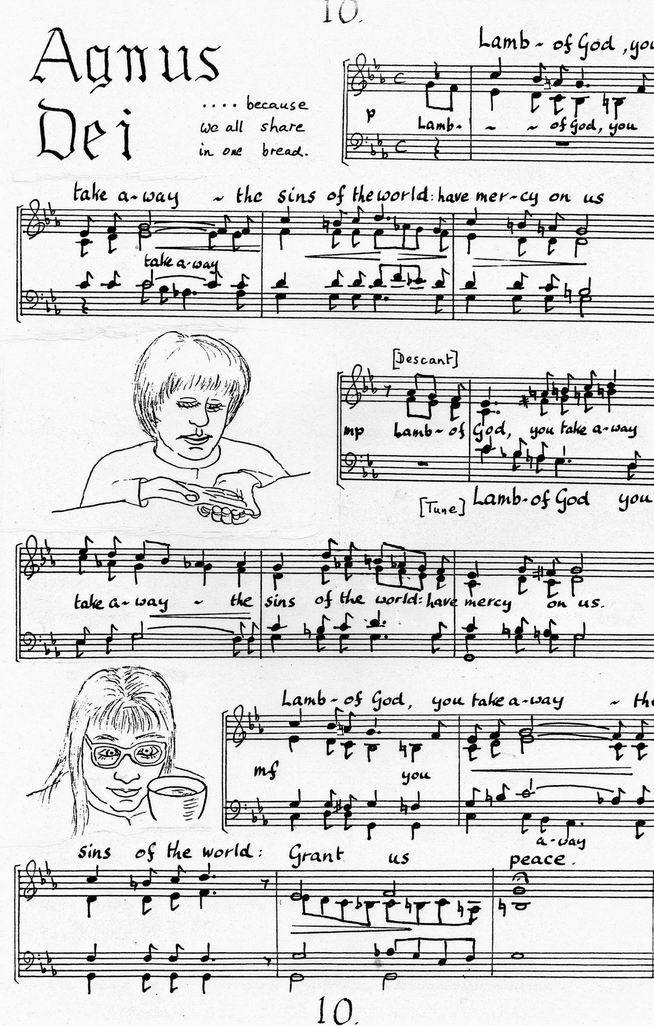 10.
Agnus
Dei
.... because
we all share
in one bread.
Lamb ~ of God, you
p Lamb- ~ ~ of God, you
take a-way ~ the sins of the world: have mer-cy on us
take a-way
[Descant]
mp Lamb- of God, you take a-way
[Tune] Lamb-of God you
take a-way ~ the sins of the world: have mercy on us.
Lamb- of God, you take a-way ~ the
mf you
a-way
sins of the world: Grant us peace.
10.